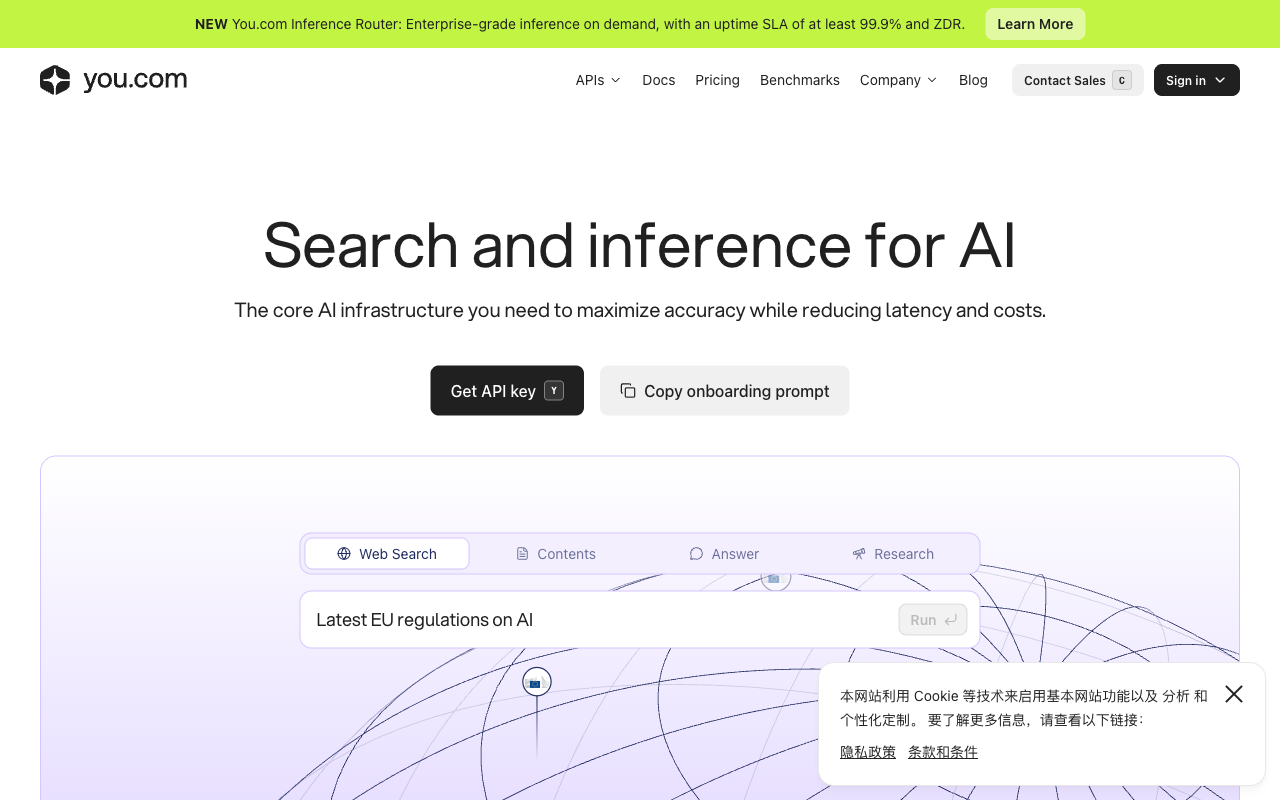 NEW You.com Inference Router: Enterprise-grade inference on demand, with an uptime SLA of at least 99.9% and ZDR. Learn More
you.com APIs Docs Pricing Benchmarks Company Blog Contact Sales C Sign in
Search and inference for AI
The core AI infrastructure you need to maximize accuracy while reducing latency and costs.
Get API key Y Copy onboarding prompt
Web Search Contents Answer Research
Latest EU regulations on AI Run
本网站利用 Cookie 等技术来启用基本网站功能以及 分析 和
个性化定制。 要了解更多信息，请查看以下链接：
隐私政策 条款和条件